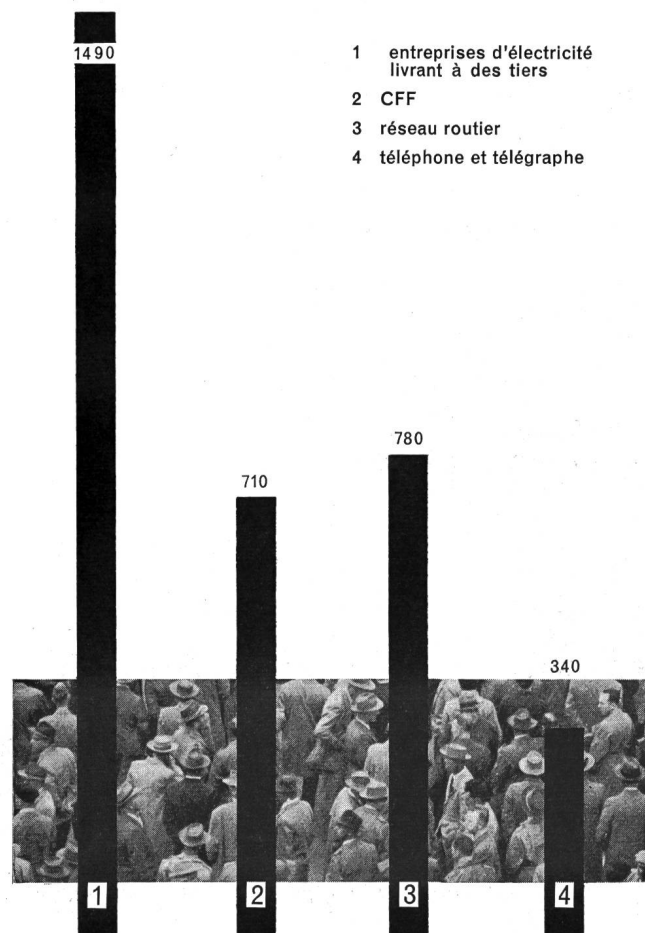 1490
1 entreprises d'électricité
livrant à des tiers
2 CFF
3 réseau routier
4 téléphone et télégraphe
780
710
340
1 2 3 4